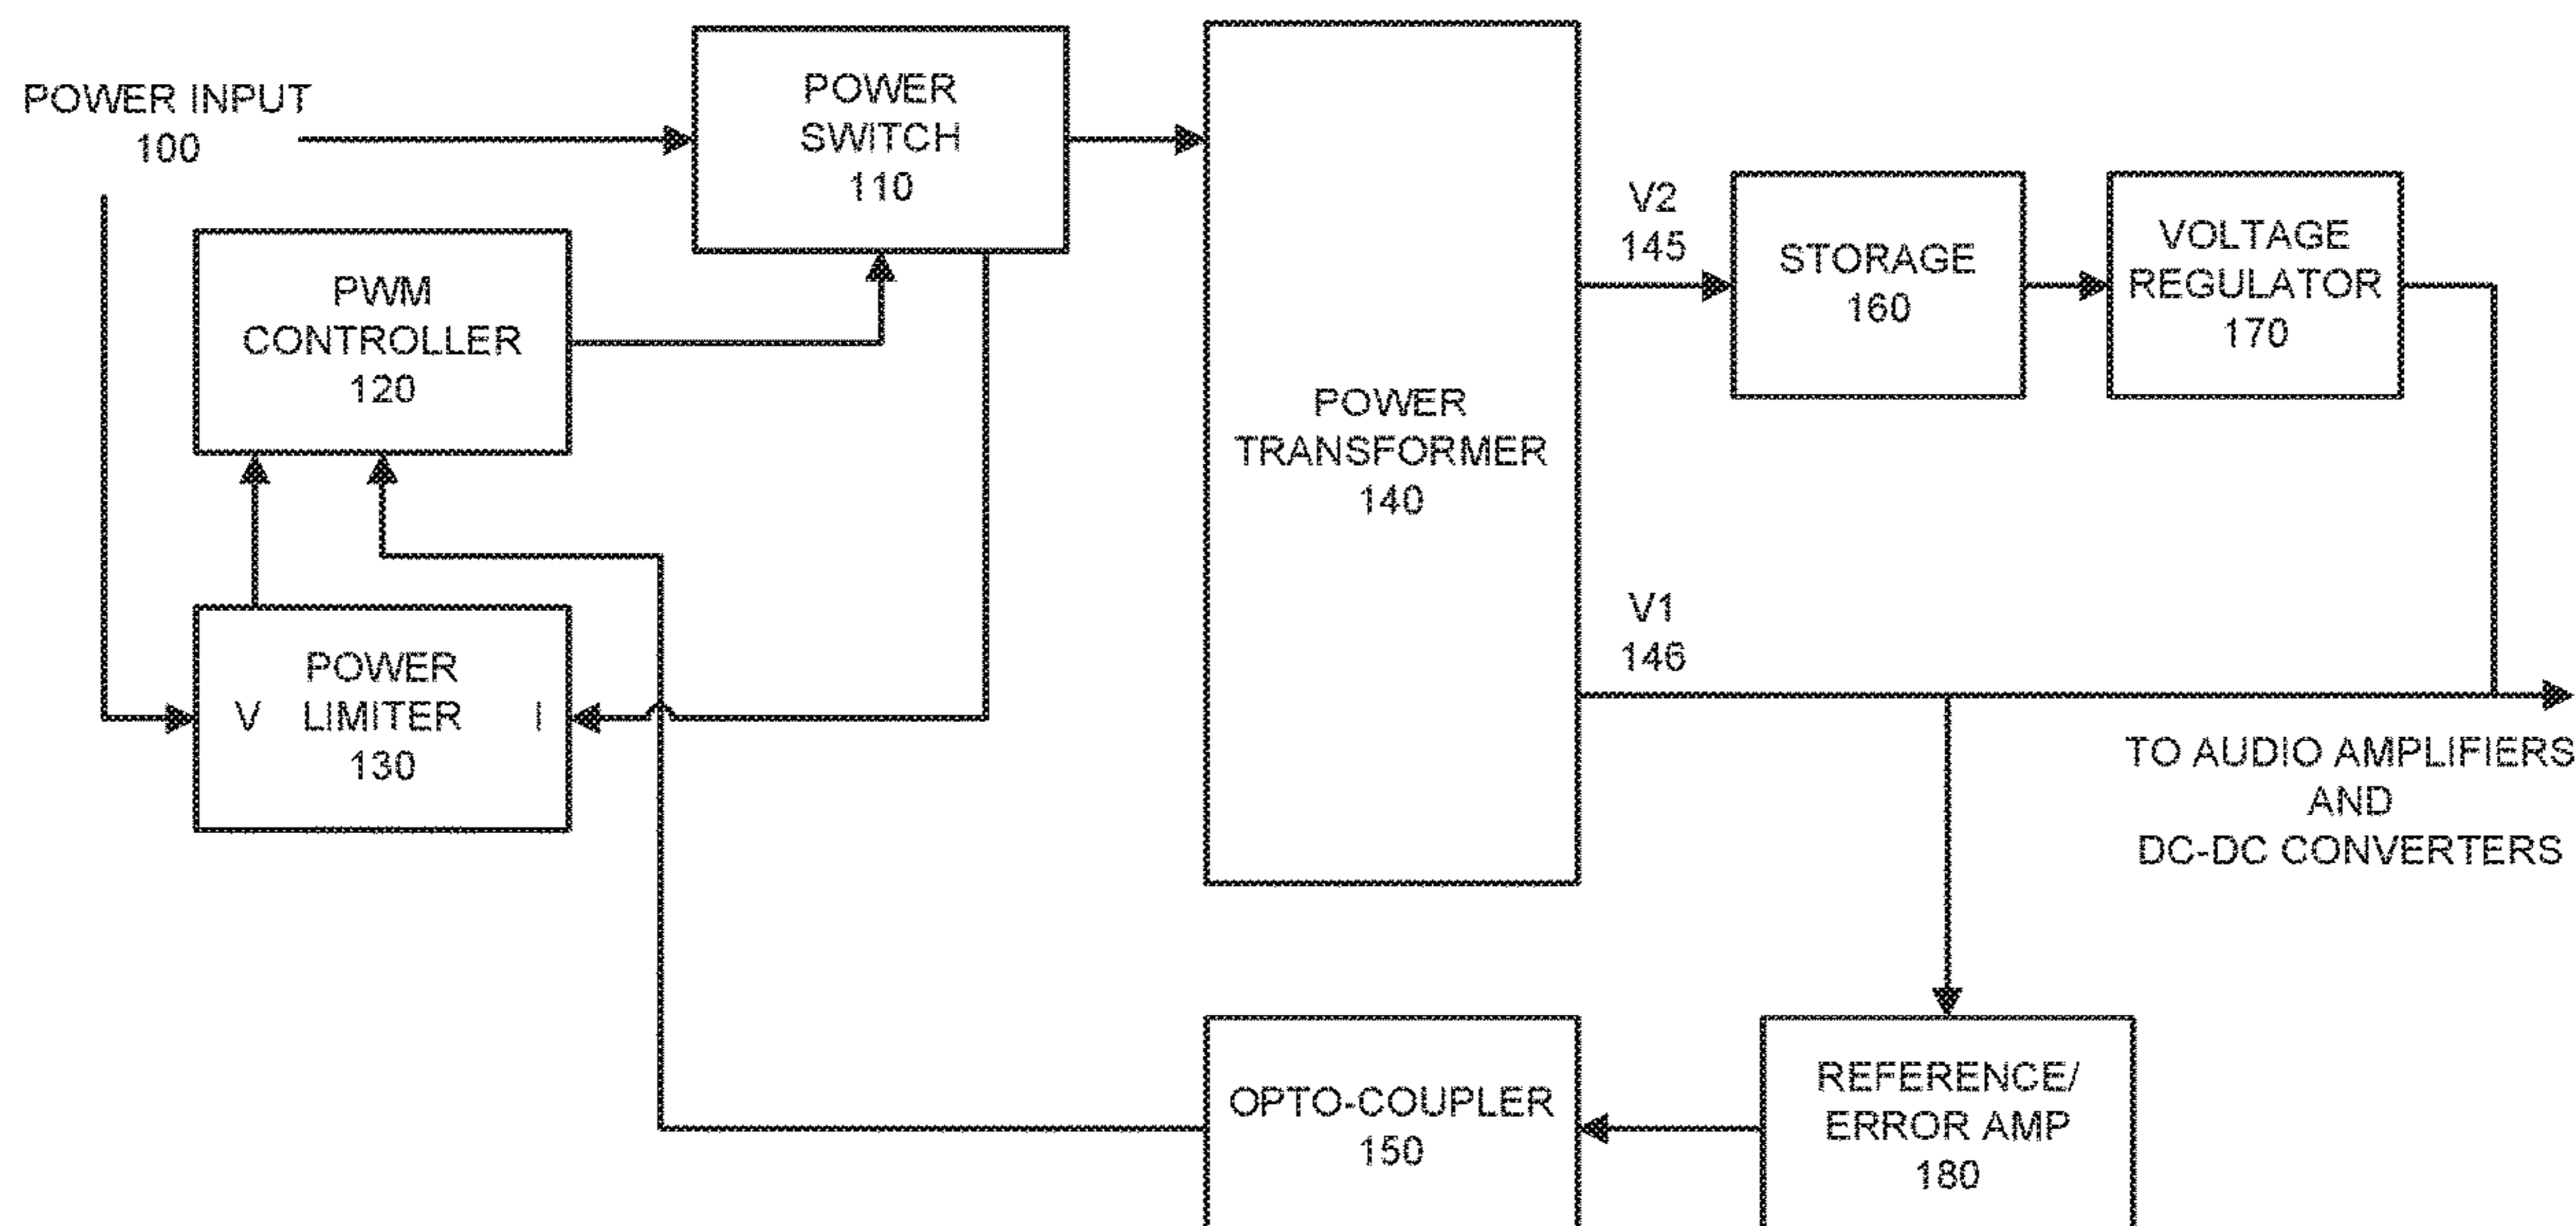 POWER INPUT
100
POWER
SWITCH
110
PWM
CONTROLLER
120
POWER
V LIMITER I
130
POWER
TRANSFORMER
140
V2
145
STORAGE
160
VOLTAGE
REGULATOR
170
V1
146
TO AUDIO AMPLIFIERS
AND
DC-DC CONVERTERS
OPTO-COUPLER
150
REFERENCE/
ERROR AMP
180